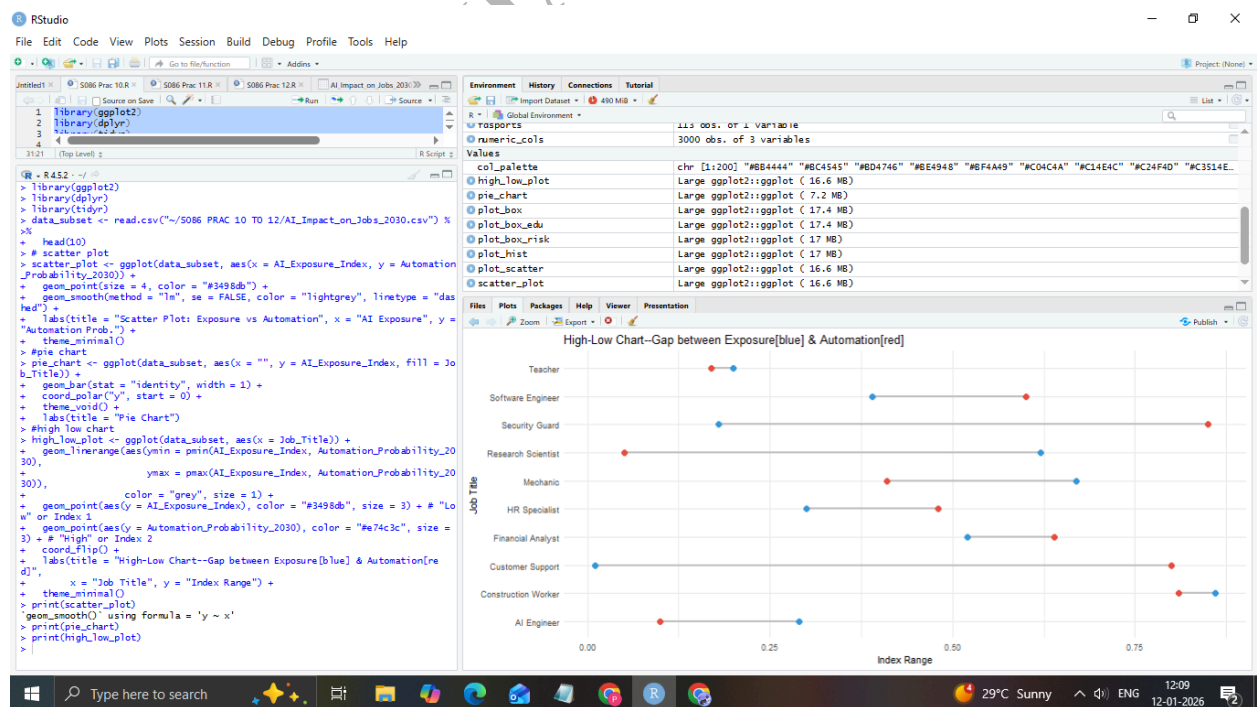 RStudio
File Edit Code View Plots Session Build Debug Profile Tools Help
Go to file/function
Addins
Project: (None)
Untitled1
S086 Prac 10.R
S086 Prac 11.R
S086 Prac 12.R
AI_Impact_on_Jobs_2030
Source on Save
Run
Source
1 library(ggplot2)
2 library(dplyr)
3 library(tidyr)
4
31:21 (Top Level) R Script
R - R 4.5.2 · ~/
> library(ggplot2)
> library(dplyr)
> library(tidyr)
> data_subset <- read.csv("~/S086 PRAC 10 TO 12/AI_Impact_on_Jobs_2030.csv") %
>%
+ head(10)
> # scatter plot
> scatter_plot <- ggplot(data_subset, aes(x = AI_Exposure_Index, y = Automation
_Probability_2030)) +
+ geom_point(size = 4, color = "#3498db") +
+ geom_smooth(method = "lm", se = FALSE, color = "lightgrey", linetype = "das
hed") +
+ labs(title = "Scatter Plot: Exposure vs Automation", x = "AI Exposure", y =
"Automation Prob.") +
+ theme_minimal()
> #pie chart
> pie_chart <- ggplot(data_subset, aes(x = "", y = AI_Exposure_Index, fill = Jo
b_Title)) +
+ geom_bar(stat = "identity", width = 1) +
+ coord_polar("y", start = 0) +
+ theme_void() +
+ labs(title = "Pie Chart")
> #high low chart
> high_low_plot <- ggplot(data_subset, aes(x = Job_Title)) +
+ geom_linerange(aes(ymin = pmin(AI_Exposure_Index, Automation_Probability_20
30),
+ ymax = pmax(AI_Exposure_Index, Automation_Probability_20
30)),
+ color = "grey", size = 1) +
+ geom_point(aes(y = AI_Exposure_Index), color = "#3498db", size = 3) + # "Lo
w" or Index 1
+ geom_point(aes(y = Automation_Probability_2030), color = "#e74c3c", size =
3) + # "High" or Index 2
+ coord_flip() +
+ labs(title = "High-Low Chart--Gap between Exposure[blue] & Automation[re
d]",
+ x = "Job Title", y = "Index Range") +
+ theme_minimal()
> print(scatter_plot)
`geom_smooth()` using formula = 'y ~ x'
> print(pie_chart)
> print(high_low_plot)
>
Environment History Connections Tutorial
Import Dataset
490 MiB
List
R
Global Environment
fdsports 113 obs. of 1 variable
numeric_cols 3000 obs. of 3 variables
Values
col_palette chr [1:200] "#BB4444" "#BC4545" "#BD4746" "#BE4948" "#BF4A49" "#C04C4A" "#C14E4C" "#C24F4D" "#C3514E…
high_low_plot Large ggplot2::ggplot ( 16.6 MB)
pie_chart Large ggplot2::ggplot ( 7.2 MB)
plot_box Large ggplot2::ggplot ( 17.4 MB)
plot_box_edu Large ggplot2::ggplot ( 17.4 MB)
plot_box_risk Large ggplot2::ggplot ( 17 MB)
plot_hist Large ggplot2::ggplot ( 17 MB)
plot_scatter Large ggplot2::ggplot ( 16.6 MB)
scatter_plot Large ggplot2::ggplot ( 16.6 MB)
Files Plots Packages Help Viewer Presentation
Zoom Export Publish
High-Low Chart--Gap between Exposure[blue] & Automation[red]
Teacher
Software Engineer
Security Guard
Research Scientist
Mechanic
HR Specialist
Financial Analyst
Customer Support
Construction Worker
AI Engineer
Job Title
0.00 0.25 0.50 0.75
Index Range
Type here to search
29°C Sunny
ENG
12:09
12-01-2026
2